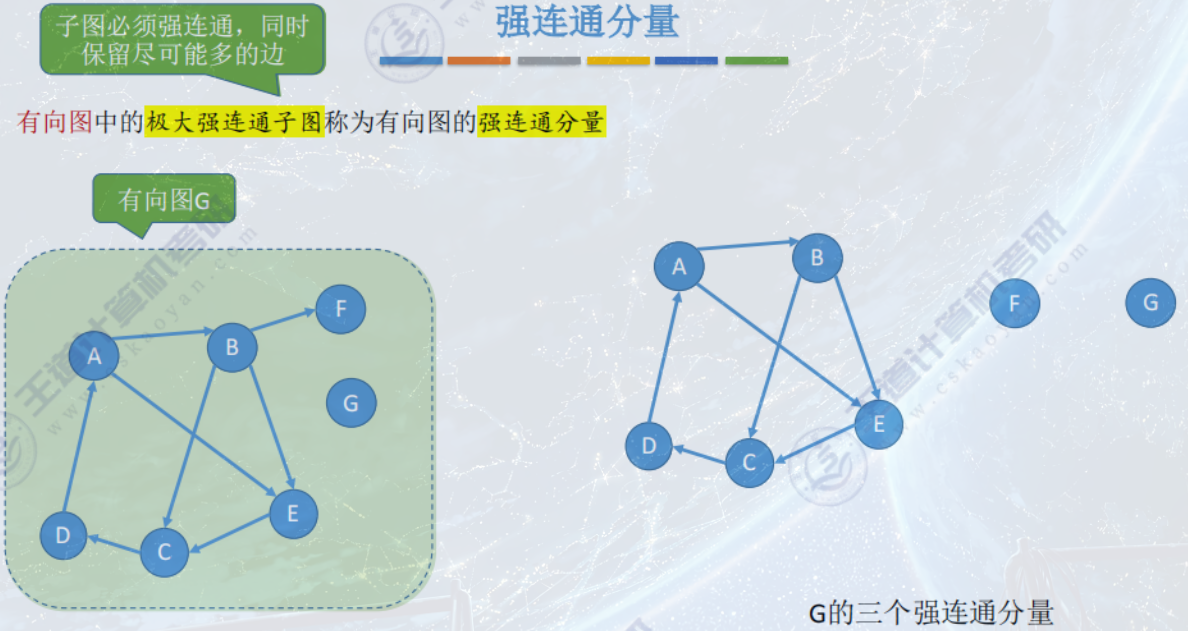 强连通分量
子图必须强连通，同时
保留尽可能多的边
有向图中的极大强连通子图称为有向图的强连通分量
有向图G
A
B
F
G
E
D
C
A
B
F
G
E
D
C
G的三个强连通分量
王道计算机考研
www.cskaoyan.com
王道计算机考研
www.cskaoyan.com